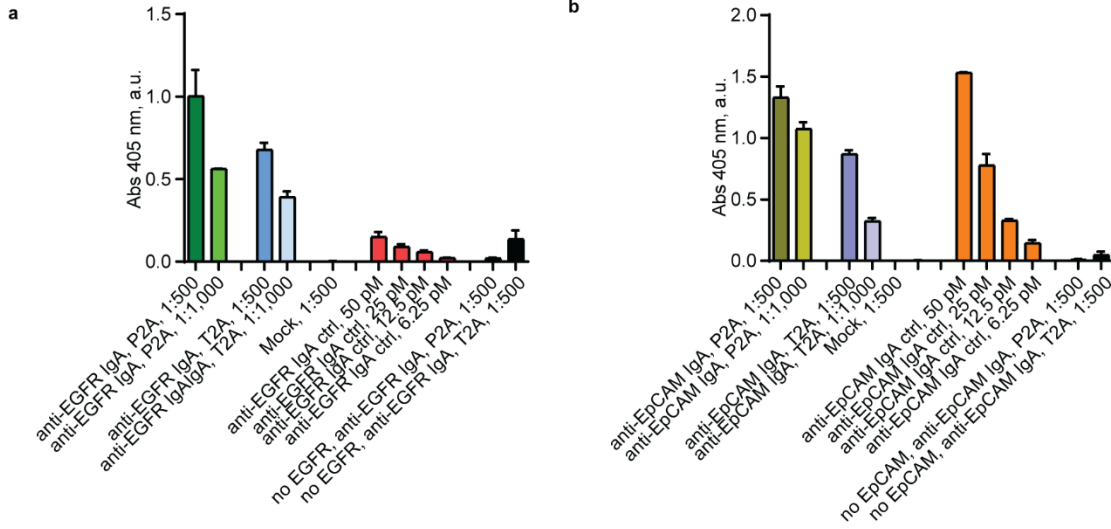 a
1.5
1.0
0.5
0.0
Abs 405 nm, a.u.
anti-EGFR IgA, P2A, 1:500
anti-EGFR IgA, P2A, 1:1,000
anti-EGFR IgA, T2A, 1:500
anti-EGFR IgAIgA, T2A, 1:1,000
Mock, 1:500
anti-EGFR IgA ctrl, 50 pM
anti-EGFR IgA ctrl, 25 pM
anti-EGFR IgA ctrl, 12.5 pM
anti-EGFR IgA ctrl, 6.25 pM
no EGFR, anti-EGFR IgA, P2A, 1:500
no EGFR, anti-EGFR IgA, T2A, 1:500
b
2.0
1.5
1.0
0.5
0.0
Abs 405 nm, a.u.
anti-EpCAM IgA, P2A, 1:500
anti-EpCAM IgA, P2A, 1:1,000
anti-EpCAM IgA, T2A, 1:500
anti-EpCAM IgA, T2A, 1:1,000
Mock, 1:500
anti-EpCAM IgA ctrl, 50 pM
anti-EpCAM IgA ctrl, 25 pM
anti-EpCAM IgA ctrl, 12.5 pM
anti-EpCAM IgA ctrl, 6.25 pM
no EpCAM, anti-EpCAM IgA, P2A, 1:500
no EpCAM, anti-EpCAM IgA, T2A, 1:500